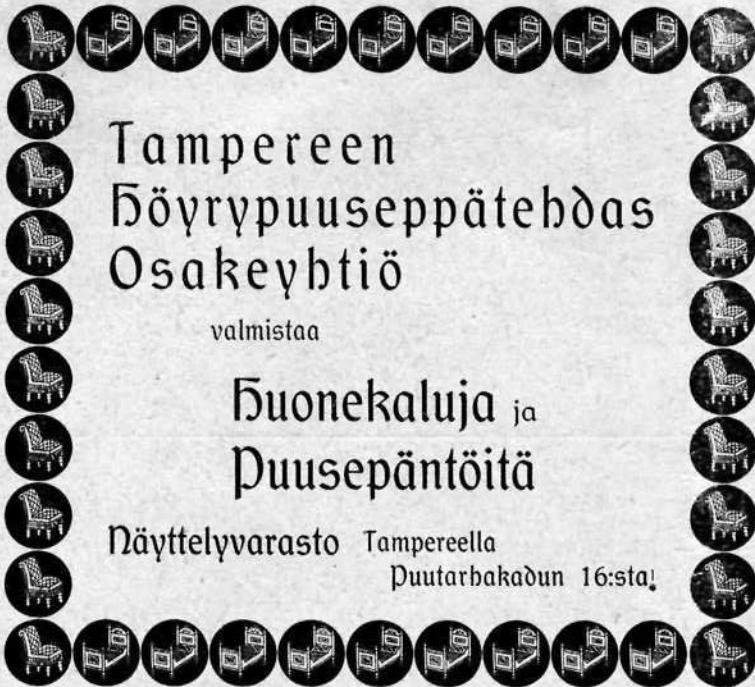 Tampereen
Höyrypuuseppätehdas
Osakeyhtiö
valmistaa
Huonekaluja ja
Puusepäntöitä
Näyttelyvarasto Tampereella
Puutarhakadun 16:sta!